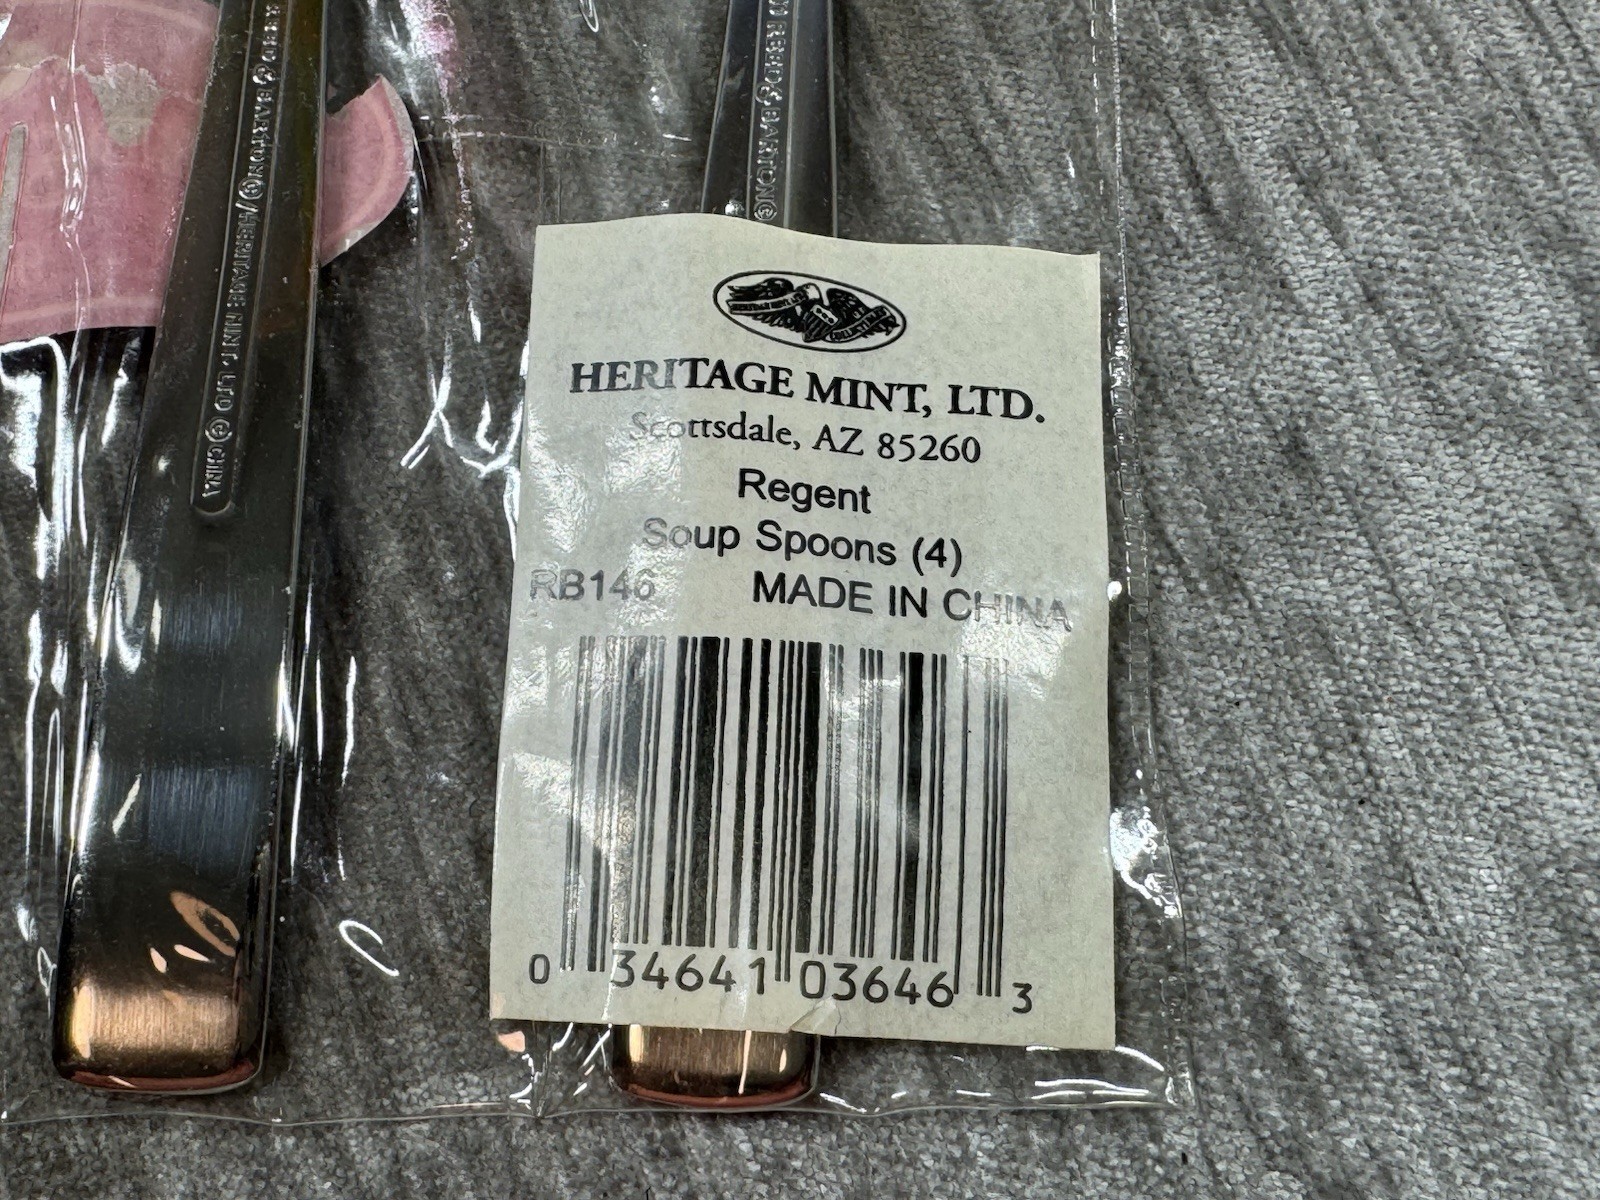 REED & BARTON®/HERITAGE MINT, LTD © CHINA
REED & BARTON®
HERITAGE MINT, LTD.
Scottsdale, AZ 85260
Regent
Soup Spoons (4)
RB146 MADE IN CHINA
0 34641 03646 3